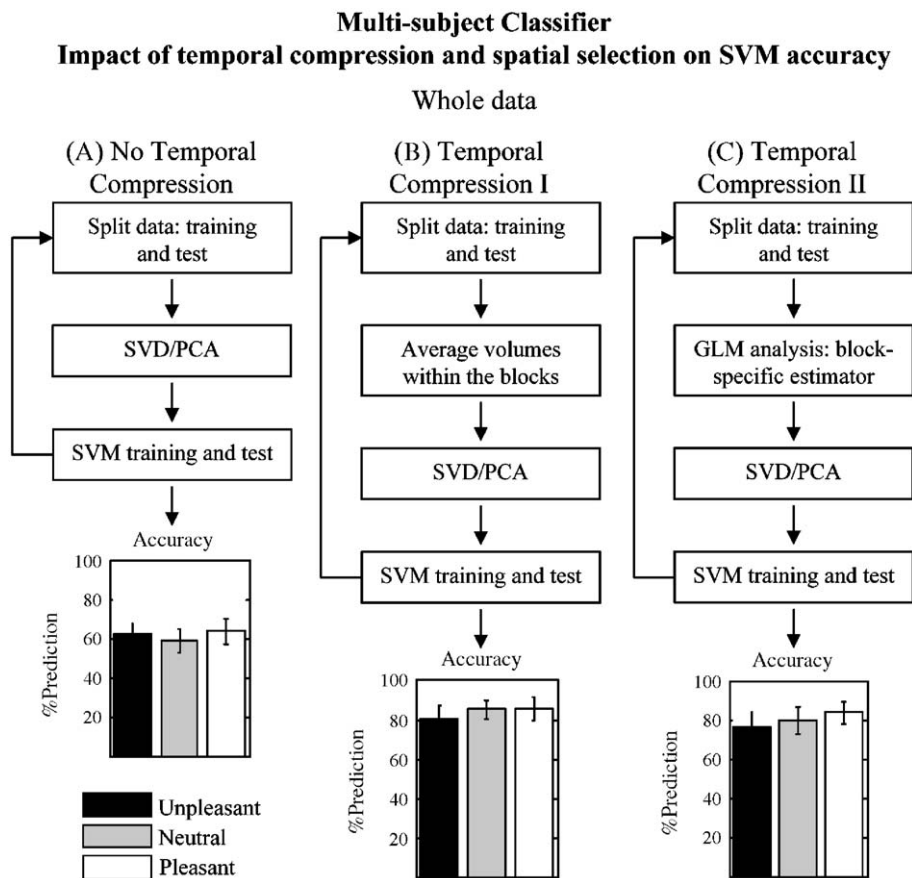 Multi-subject Classifier
Impact of temporal compression and spatial selection on SVM accuracy
Whole data
(A) No Temporal
Compression
Split data: training
and test
SVD/PCA
SVM training and test
Accuracy
%Prediction
100
80
60
40
20
Unpleasant
Neutral
Pleasant
(B) Temporal
Compression I
Split data: training
and test
Average volumes
within the blocks
SVD/PCA
SVM training and test
Accuracy
%Prediction
100
80
60
40
20
(C) Temporal
Compression II
Split data: training
and test
GLM analysis: block-
specific estimator
SVD/PCA
SVM training and test
Accuracy
%Prediction
100
80
60
40
20